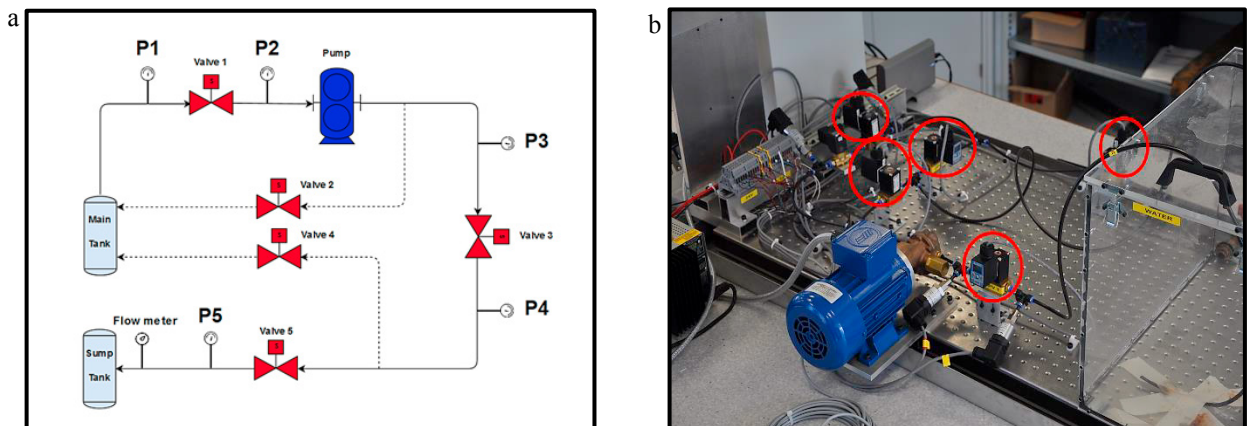 a
P1
Valve 1
P2
Pump
P3
Valve 2
Main
Tank
Valve 4
Valve 3
P4
Flow meter
P5
Valve 5
Sump
Tank
b
WATER